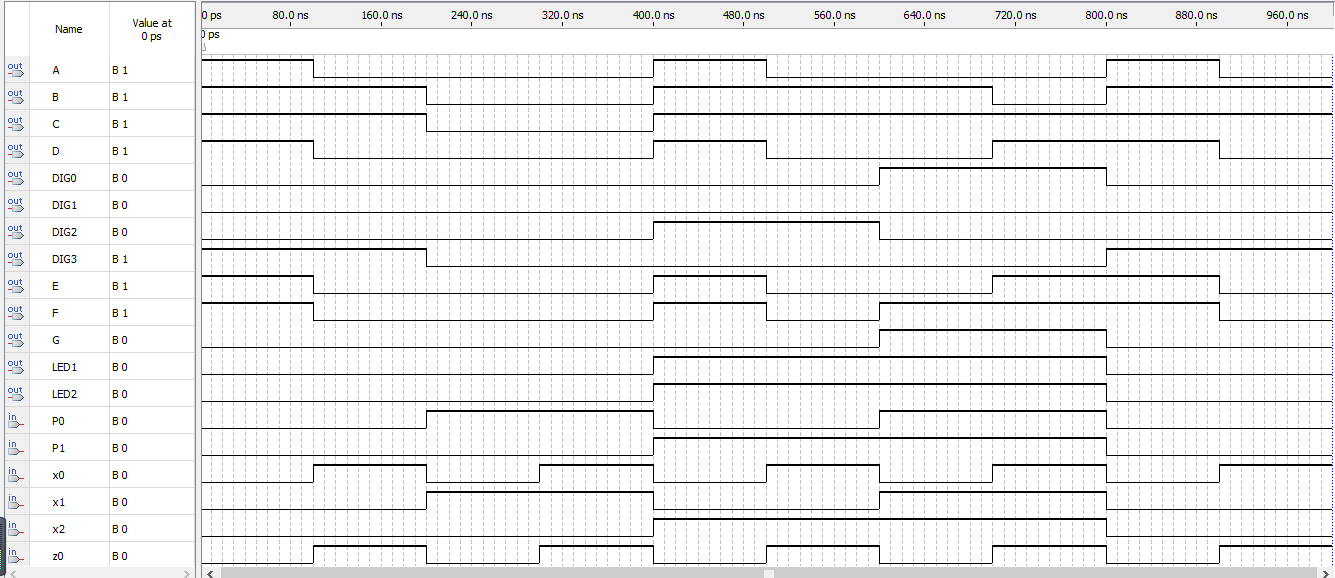 Name
Value at
0 ps
0 ps
80.0 ns
160.0 ns
240.0 ns
320.0 ns
400.0 ns
480.0 ns
560.0 ns
640.0 ns
720.0 ns
800.0 ns
880.0 ns
960.0 ns
0 ps
out A B 1
out B B 1
out C B 1
out D B 1
out DIG0 B 0
out DIG1 B 0
out DIG2 B 0
out DIG3 B 1
out E B 1
out F B 1
out G B 0
out LED1 B 0
out LED2 B 0
in P0 B 0
in P1 B 0
in x0 B 0
in x1 B 0
in x2 B 0
in z0 B 0